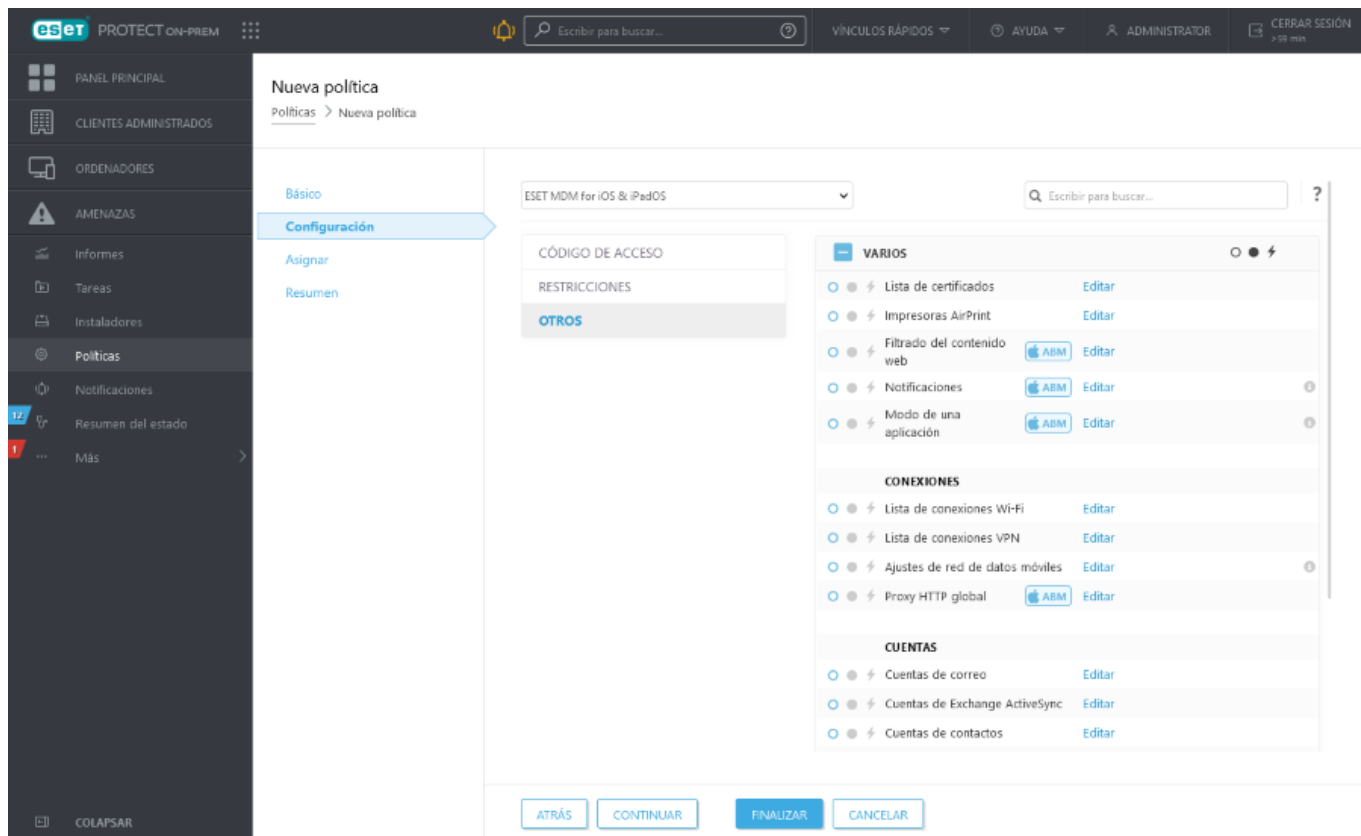 eset PROTECT ON-PREM
Escribir para buscar...
VÍNCULOS RÁPIDOS
AYUDA
ADMINISTRATOR
CERRAR SESIÓN
> 59 min
PANEL PRINCIPAL
CLIENTES ADMINISTRADOS
ORDENADORES
AMENAZAS
Informes
Tareas
Instaladores
Políticas
Notificaciones
12
Resumen del estado
1
Más
COLAPSAR
Nueva política
Políticas > Nueva política
Básico
Configuración
Asignar
Resumen
ESET MDM for iOS & iPadOS
Escribir para buscar...
?
CÓDIGO DE ACCESO
RESTRICCIONES
OTROS
VARIOS
Lista de certificados Editar
Impresoras AirPrint Editar
Filtrado del contenido
web ABM Editar
Notificaciones ABM Editar
Modo de una
aplicación ABM Editar
CONEXIONES
Lista de conexiones Wi-Fi Editar
Lista de conexiones VPN Editar
Ajustes de red de datos móviles Editar
Proxy HTTP global ABM Editar
CUENTAS
Cuentas de correo Editar
Cuentas de Exchange ActiveSync Editar
Cuentas de contactos Editar
ATRÁS
CONTINUAR
FINALIZAR
CANCELAR